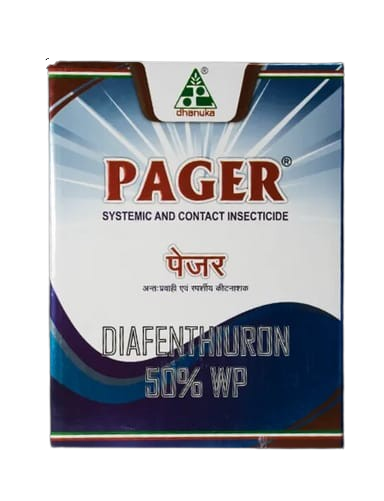 ®
dhanuka
PAGER®
SYSTEMIC AND CONTACT INSECTICIDE
पेजर
अन्तःप्रवाही एवं स्पर्शीय कीटनाशक
DIAFENTHIURON
50% WP